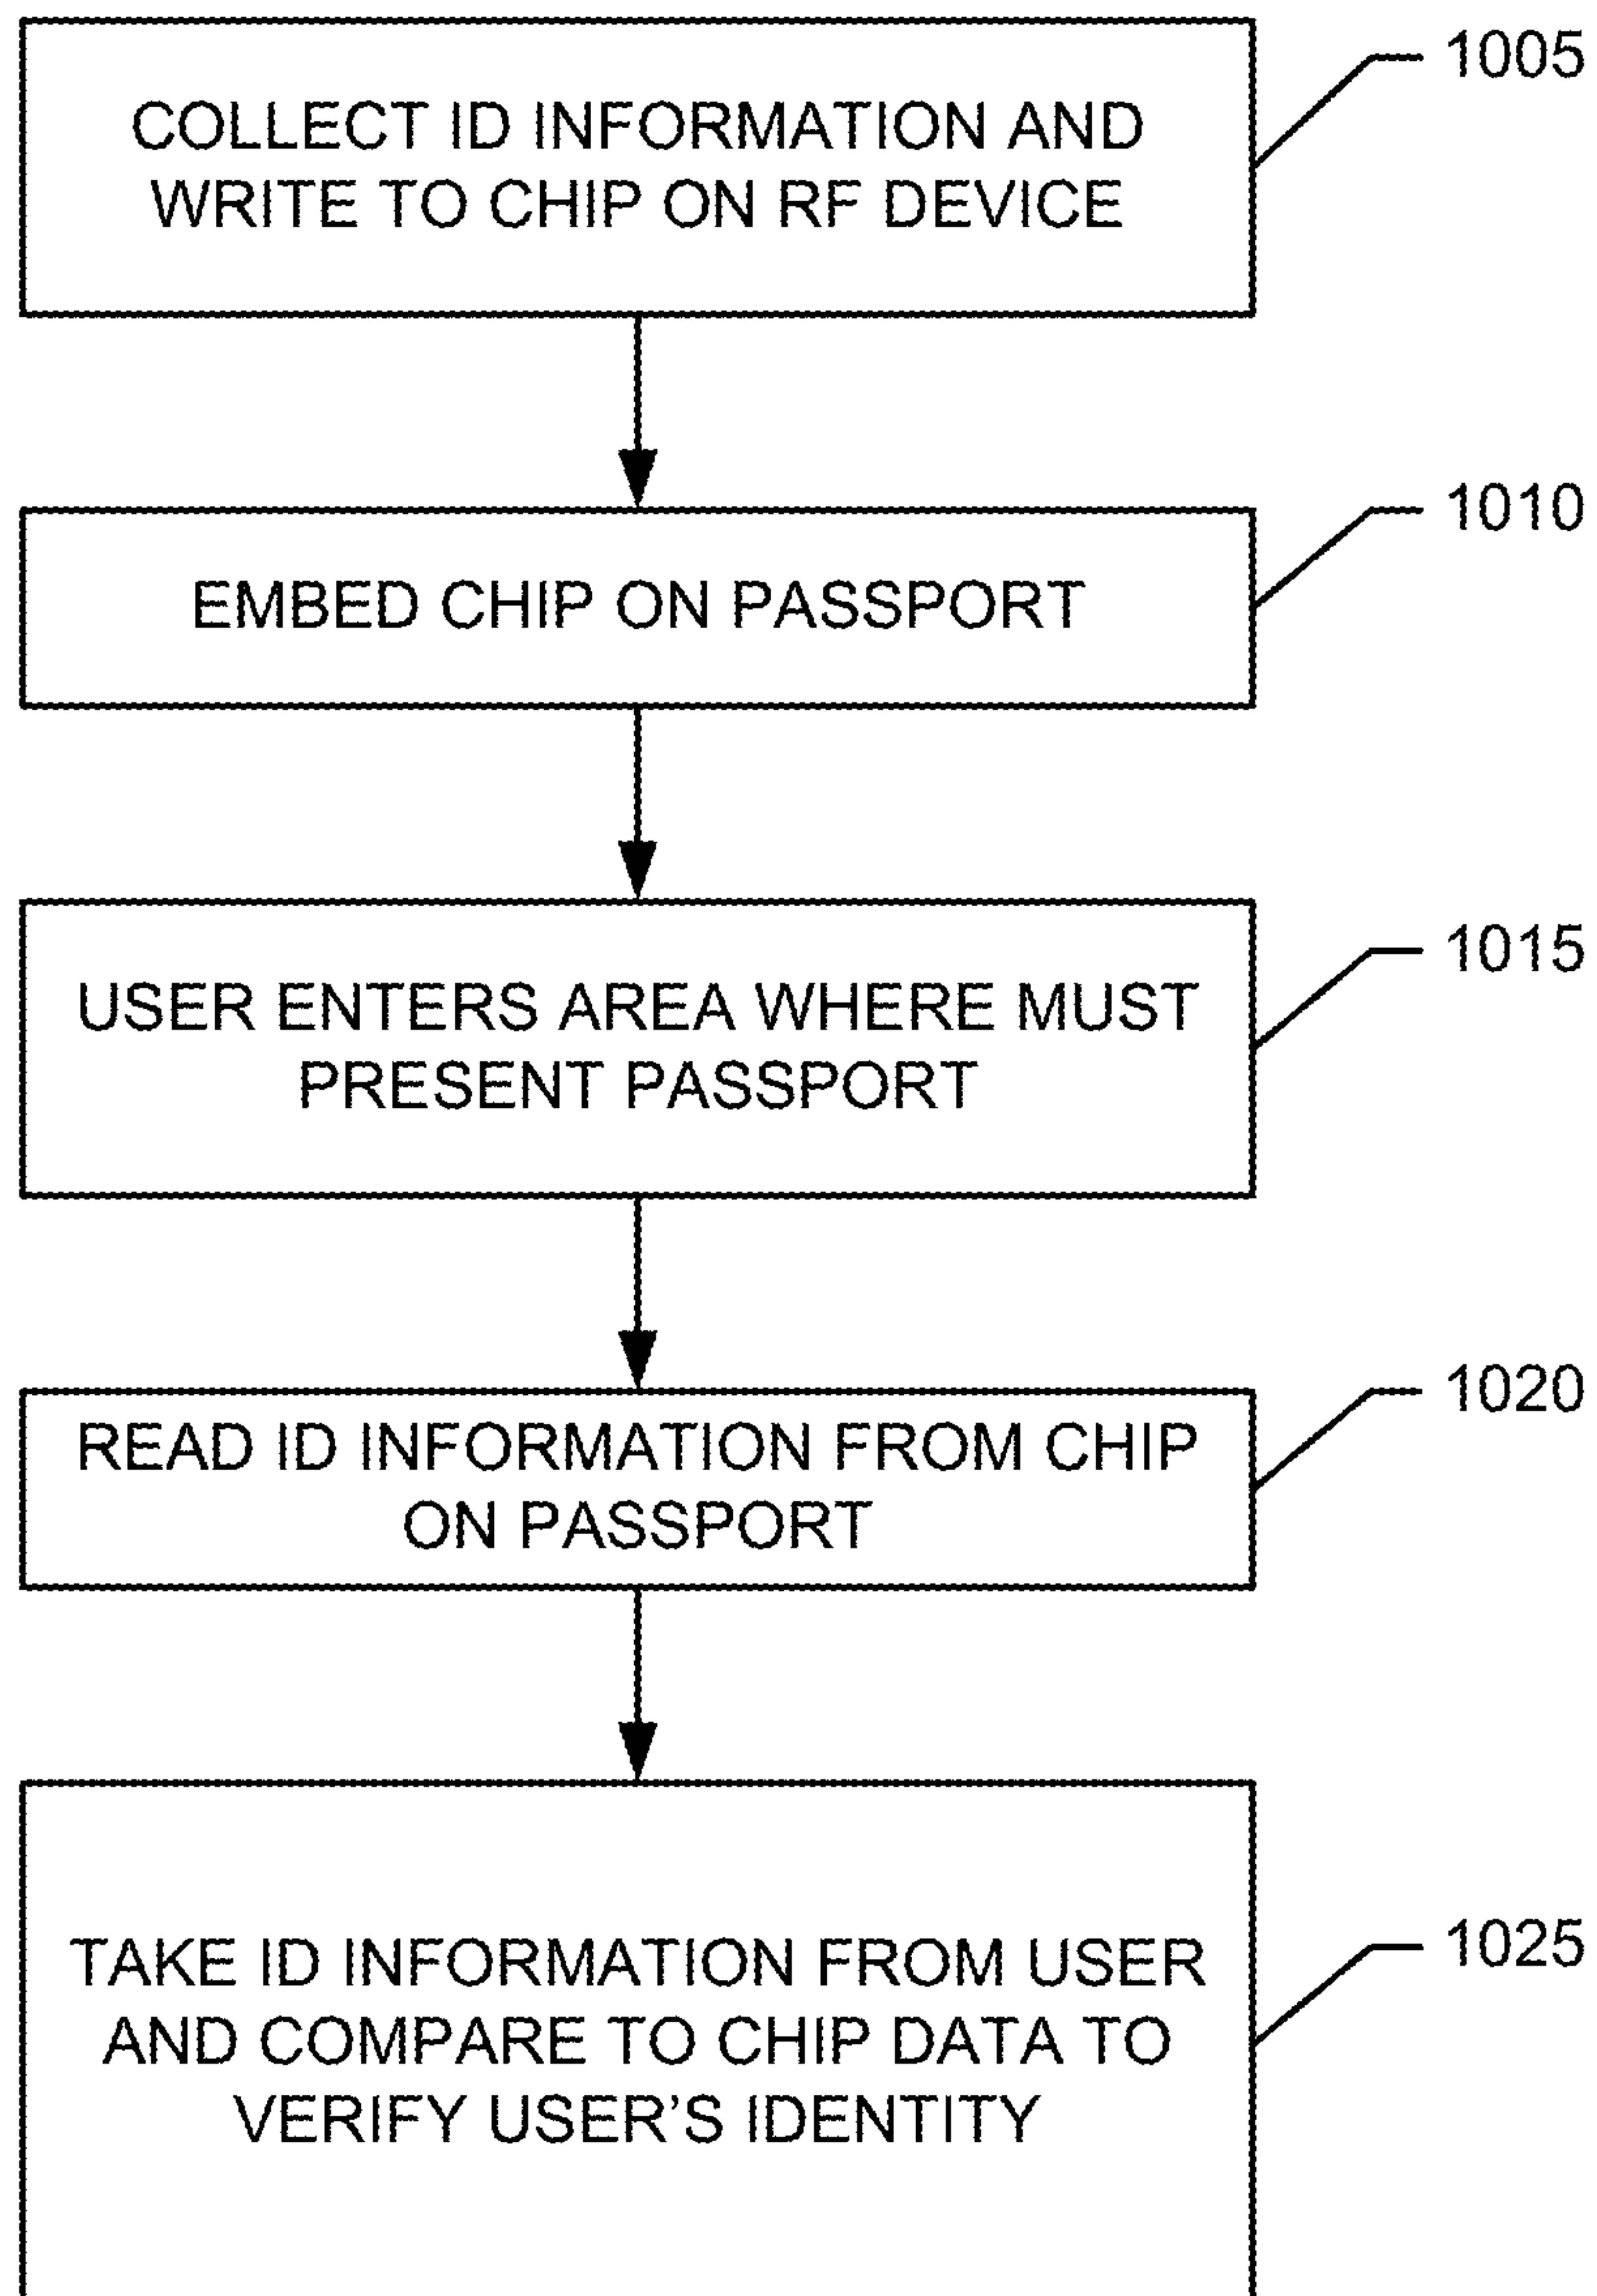 1005
COLLECT ID INFORMATION AND
WRITE TO CHIP ON RF DEVICE
1010
EMBED CHIP ON PASSPORT
1015
USER ENTERS AREA WHERE MUST
PRESENT PASSPORT
1020
READ ID INFORMATION FROM CHIP
ON PASSPORT
1025
TAKE ID INFORMATION FROM USER
AND COMPARE TO CHIP DATA TO
VERIFY USER’S IDENTITY